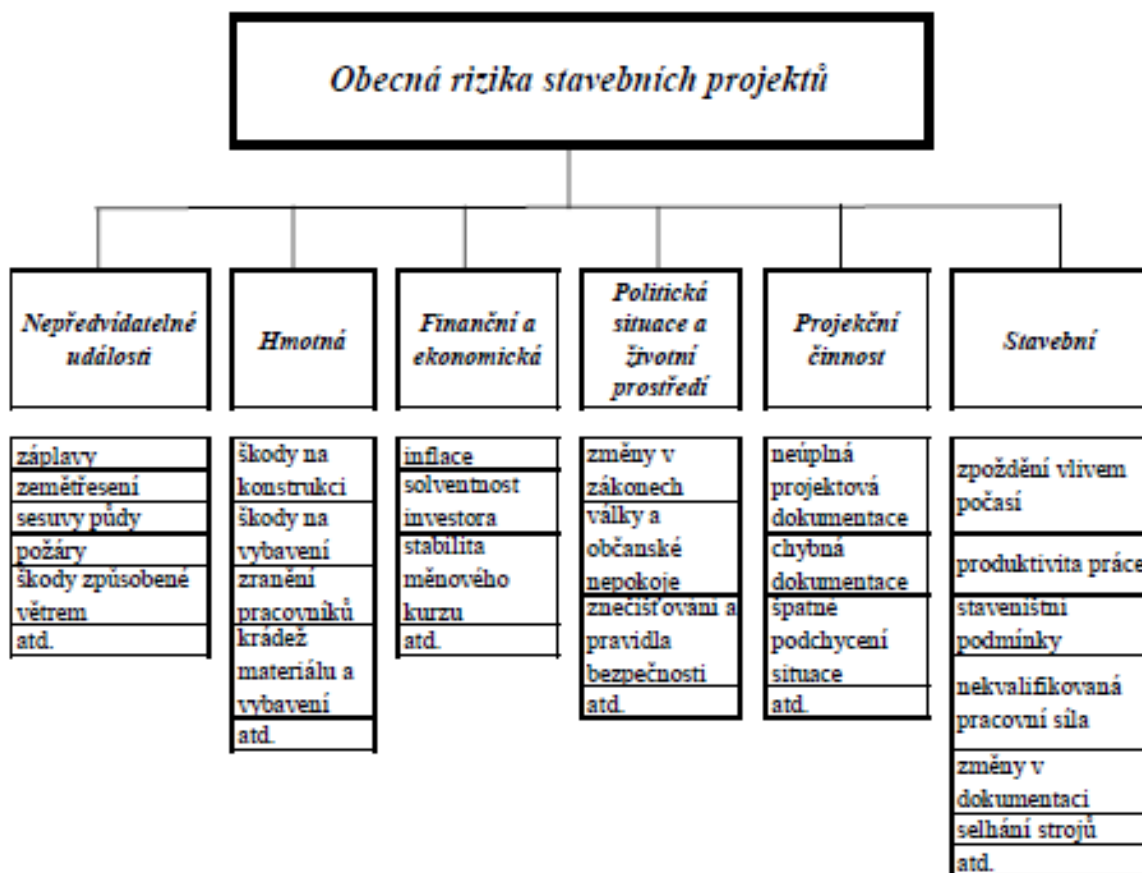 Obecná rizika stavebních projektů
Nepředvídatelné
události
Hmotná
Finanční a
ekonomická
Politická
situace a
životní
prostředí
Projekční
činnost
Stavební
záplavy
zemětřesení
sesuvy půdy
požáry
škody způsobené
větrem
atd.
škody na
konstrukci
škody na
vybavení
zranění
pracovníků
krádež
materiálu a
vybavení
atd.
inflace
solventnost
investora
stabilita
měnového
kurzu
atd.
změny v
zákonech
války a
občanské
nepokoje
znečišťování a
pravidla
bezpečnosti
atd.
neúplná
projektová
dokumentace
chybná
dokumentace
špatné
podchycení
situace
atd.
zpoždění vlivem
počasí
produktivita práce
staveništní
podmínky
nekvalifikovaná
pracovní síla
změny v
dokumentaci
selhání strojů
atd.